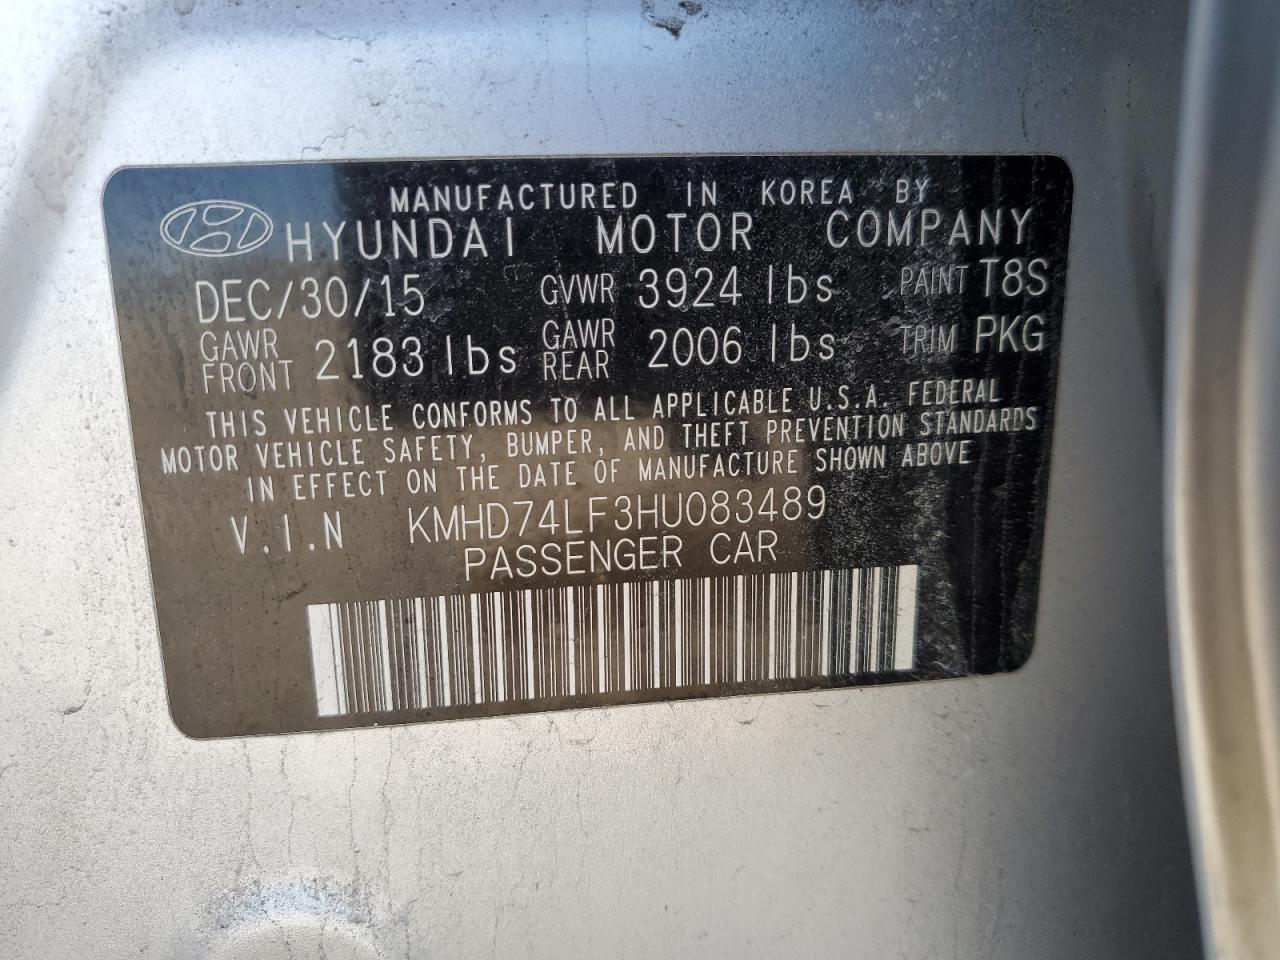 MANUFACTURED IN KOREA BY
HYUNDAI MOTOR COMPANY
DEC/30/15 GVWR 3924 lbs PAINT T8S
GAWR FRONT 2183 lbs GAWR REAR 2006 lbs TRIM PKG
THIS VEHICLE CONFORMS TO ALL APPLICABLE U.S.A. FEDERAL
MOTOR VEHICLE SAFETY, BUMPER, AND THEFT PREVENTION STANDARDS
IN EFFECT ON THE DATE OF MANUFACTURE SHOWN ABOVE
V.I.N KMHD74LF3HU083489
PASSENGER CAR